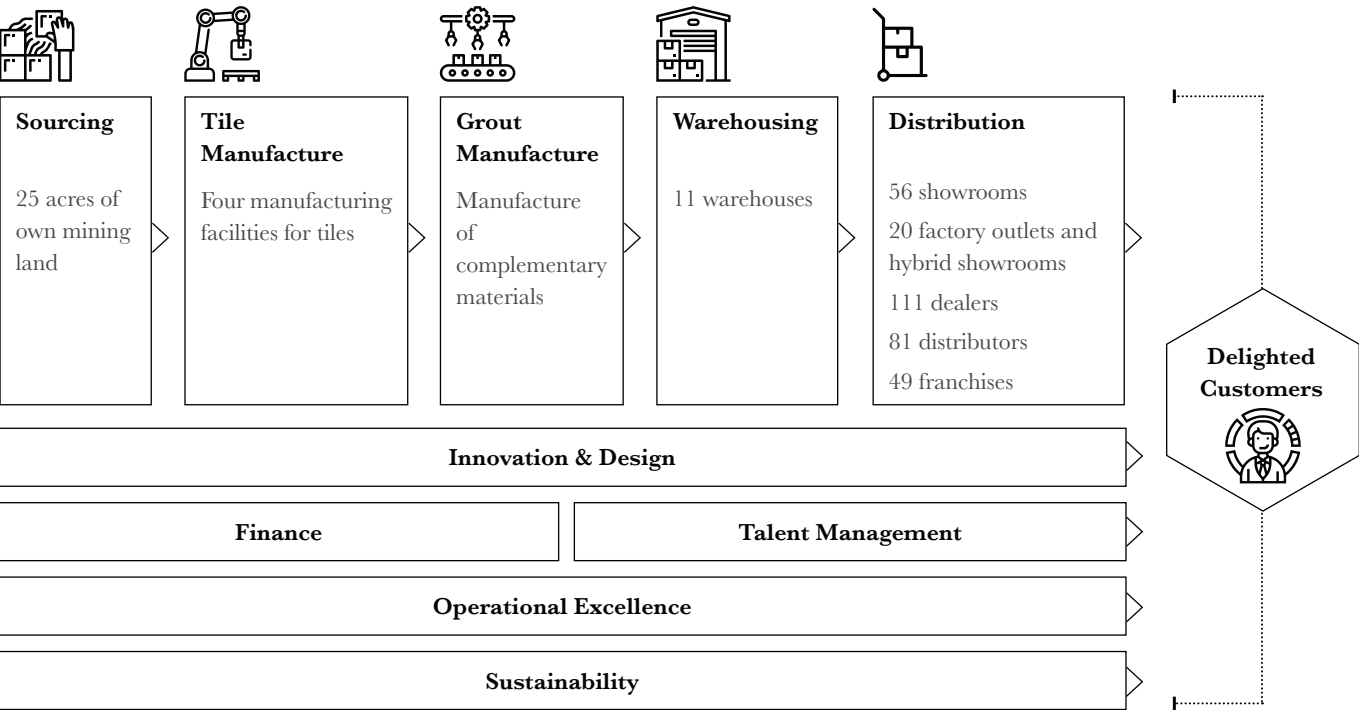 Sourcing
25 acres of
own mining
land
Tile
Manufacture
Four manufacturing
facilities for tiles
Grout
Manufacture
Manufacture
of
complementary
materials
Warehousing
11 warehouses
Distribution
56 showrooms
20 factory outlets and
hybrid showrooms
111 dealers
81 distributors
49 franchises
Delighted
Customers
Innovation & Design
Finance
Talent Management
Operational Excellence
Sustainability